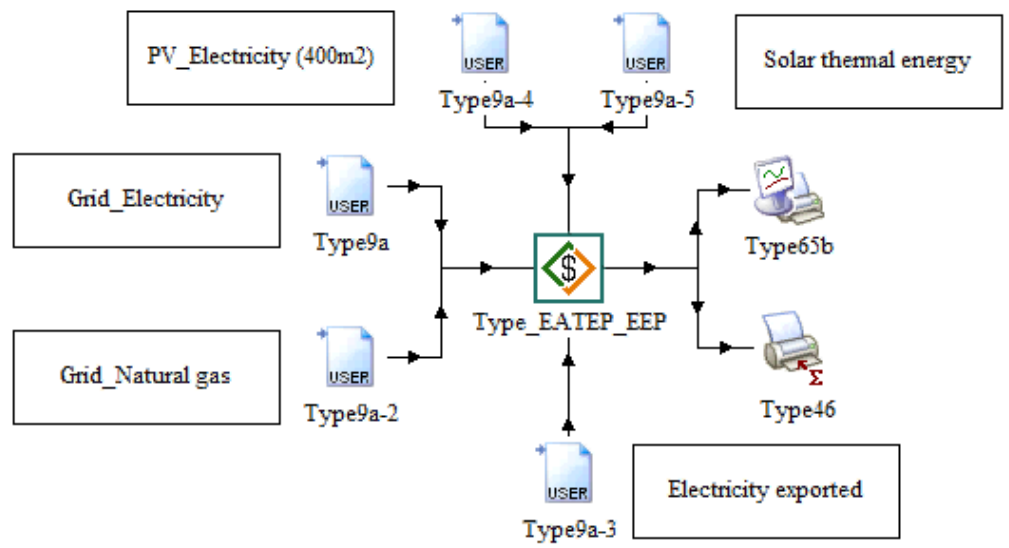 PV_Electricity (400m2)
USER
USER
Solar thermal energy
Type9a-4
Type9a-5
Grid_Electricity
USER
Type9a
$
Type65b
Type_EATEP_EEP
Grid_Natural gas
USER
Type9a-2
Σ
Type46
USER
Electricity exported
Type9a-3